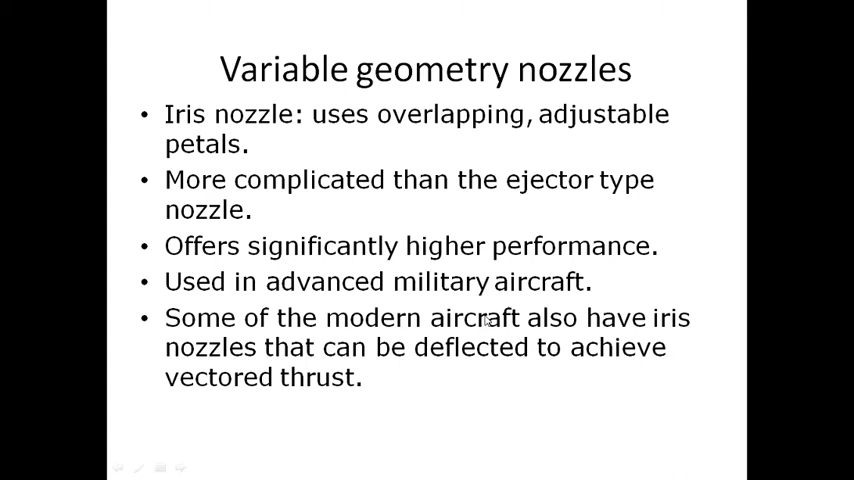 Variable geometry nozzles
• Iris nozzle: uses overlapping, adjustable
petals.
• More complicated than the ejector type
nozzle.
• Offers significantly higher performance.
• Used in advanced military aircraft.
• Some of the modern aircraft also have iris
nozzles that can be deflected to achieve
vectored thrust.